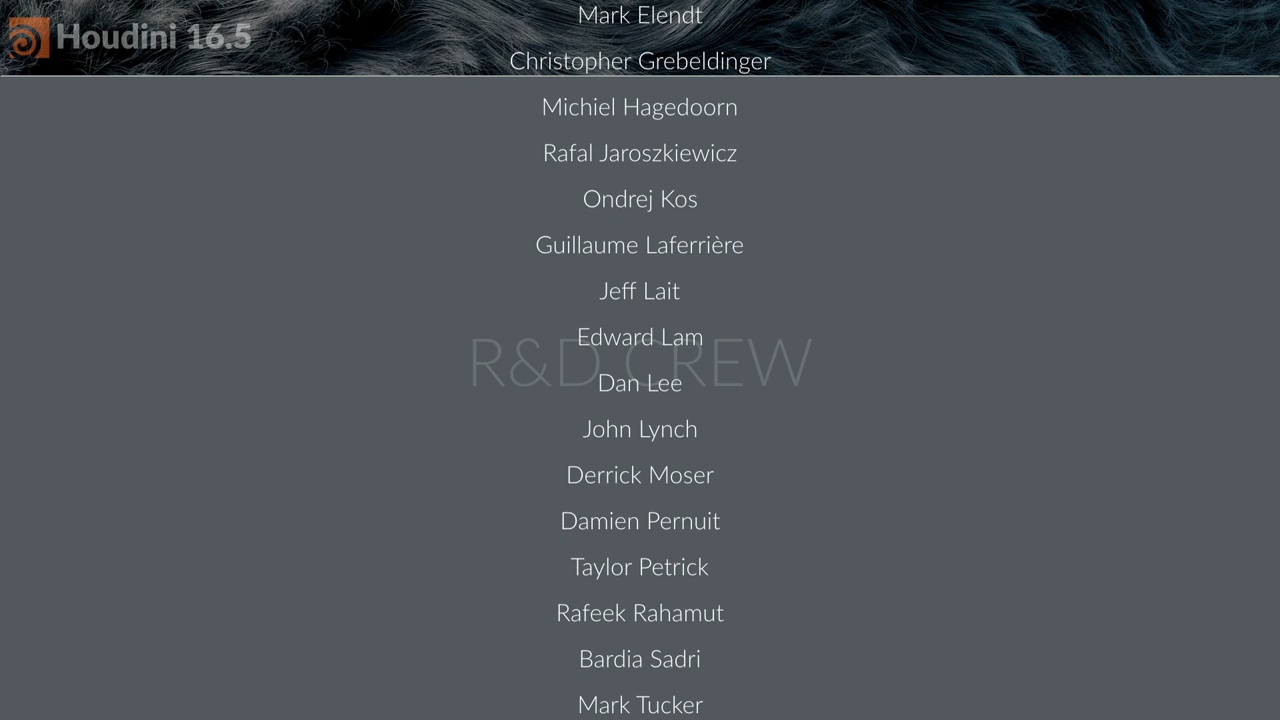 Houdini 16.5
Mark Elendt
Christopher Grebeldinger
Michiel Hagedoorn
Rafal Jaroszkiewicz
Ondrej Kos
Guillaume Laferrière
Jeff Lait
Edward Lam
R&D CREW
Dan Lee
John Lynch
Derrick Moser
Damien Pernuit
Taylor Petrick
Rafeek Rahamut
Bardia Sadri
Mark Tucker